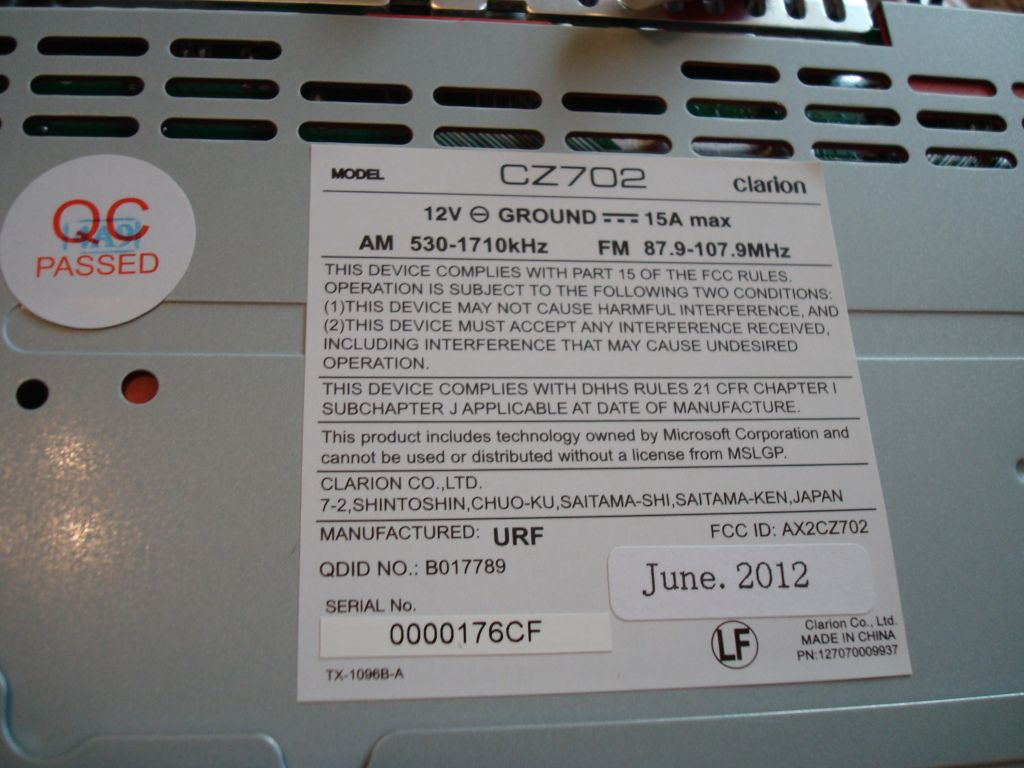 MODEL CZ702 clarion
12V ⊖ GROUND ⎓ 15A max
AM 530-1710kHz FM 87.9-107.9MHz
THIS DEVICE COMPLIES WITH PART 15 OF THE FCC RULES.
OPERATION IS SUBJECT TO THE FOLLOWING TWO CONDITIONS:
(1)THIS DEVICE MAY NOT CAUSE HARMFUL INTERFERENCE, AND
(2)THIS DEVICE MUST ACCEPT ANY INTERFERENCE RECEIVED,
INCLUDING INTERFERENCE THAT MAY CAUSE UNDESIRED
OPERATION.
THIS DEVICE COMPLIES WITH DHHS RULES 21 CFR CHAPTER I
SUBCHAPTER J APPLICABLE AT DATE OF MANUFACTURE.
This product includes technology owned by Microsoft Corporation and
cannot be used or distributed without a license from MSLGP.
CLARION CO.,LTD.
7-2,SHINTOSHIN,CHUO-KU,SAITAMA-SHI,SAITAMA-KEN,JAPAN
MANUFACTURED: URF FCC ID: AX2CZ702
QDID NO.: B017789
June. 2012
SERIAL No.
0000176CF
LF
Clarion Co., Ltd.
MADE IN CHINA
PN:127070009937
TX-1096B-A
QC
PASSED